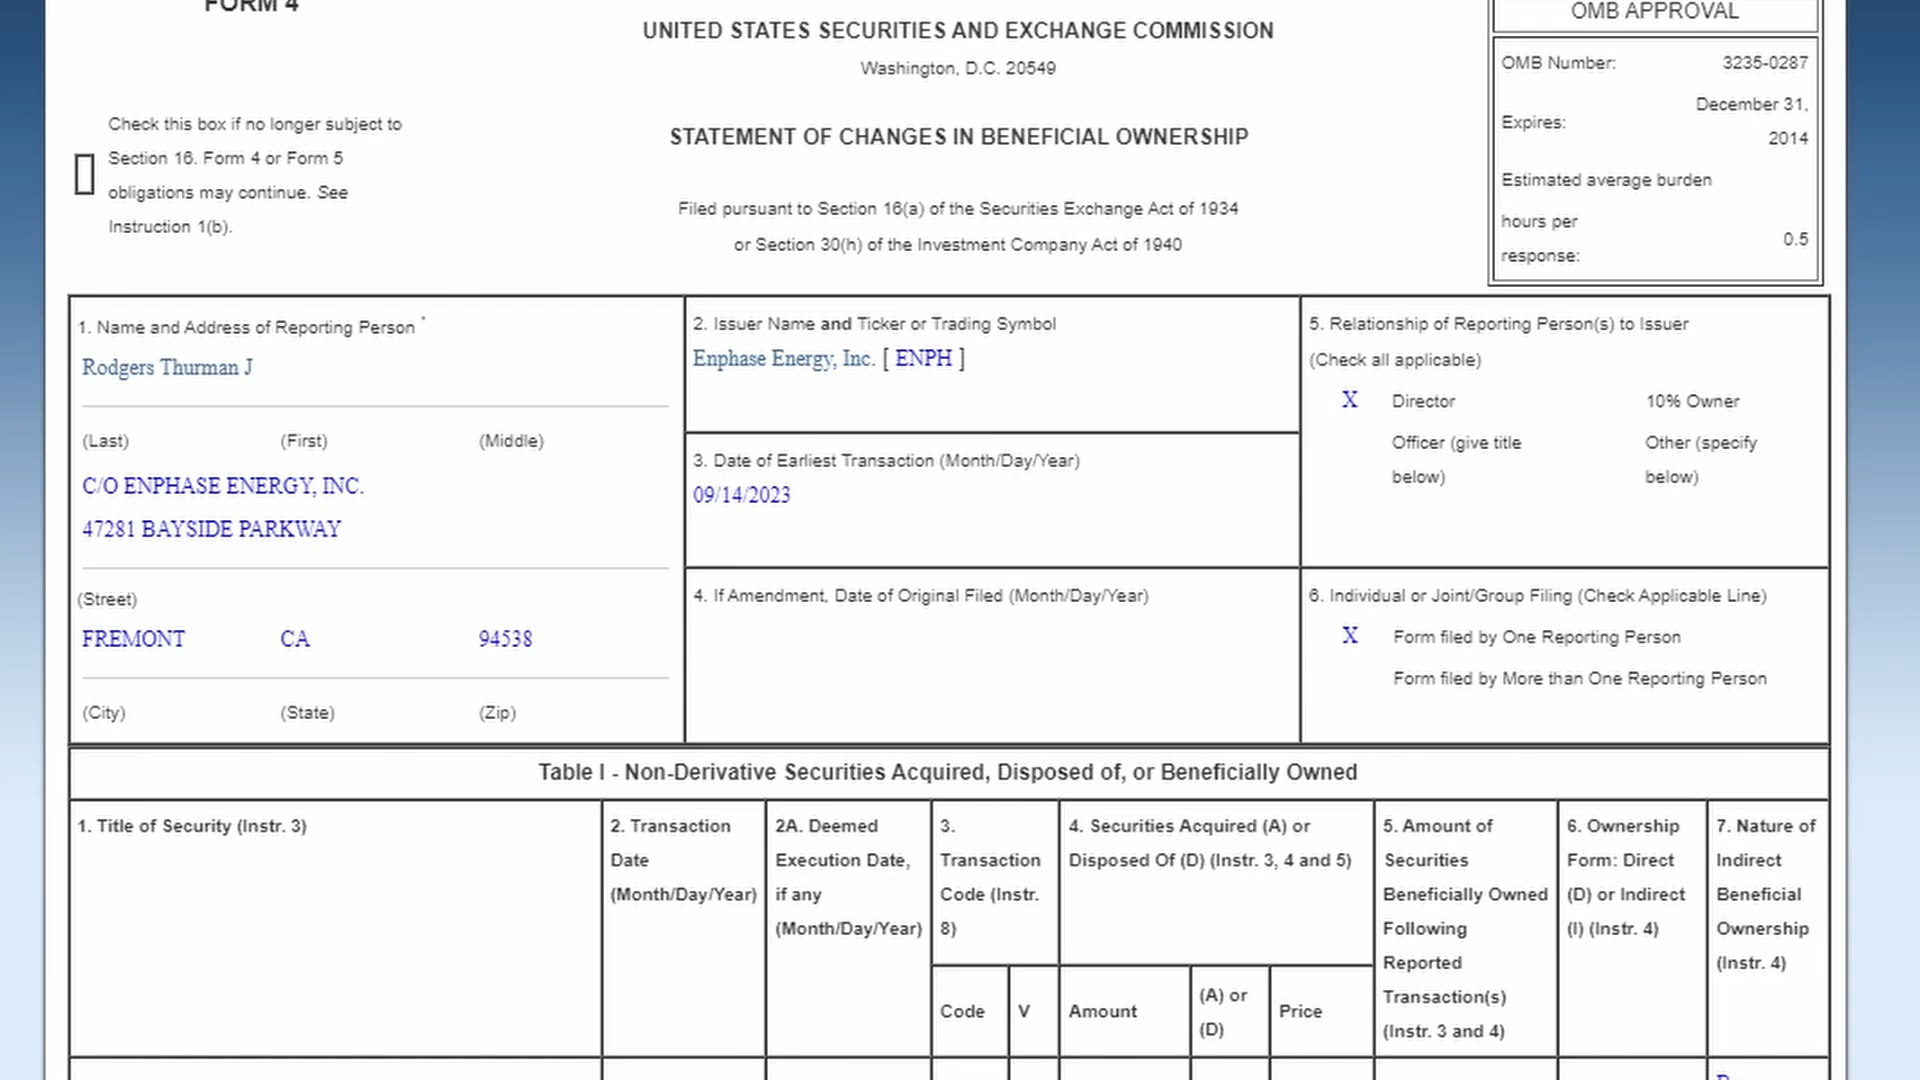 FORM 4
UNITED STATES SECURITIES AND EXCHANGE COMMISSION
Washington, D.C. 20549
STATEMENT OF CHANGES IN BENEFICIAL OWNERSHIP
Filed pursuant to Section 16(a) of the Securities Exchange Act of 1934
or Section 30(h) of the Investment Company Act of 1940
OMB APPROVAL
OMB Number: 3235-0287
Expires: December 31,
2014
Estimated average burden
hours per
response: 0.5
Check this box if no longer subject to
Section 16. Form 4 or Form 5
obligations may continue. See
Instruction 1(b).
1. Name and Address of Reporting Person *
Rodgers Thurman J
(Last) (First) (Middle)
C/O ENPHASE ENERGY, INC.
47281 BAYSIDE PARKWAY
(Street)
FREMONT CA 94538
(City) (State) (Zip)
2. Issuer Name and Ticker or Trading Symbol
Enphase Energy, Inc. [ ENPH ]
3. Date of Earliest Transaction (Month/Day/Year)
09/14/2023
4. If Amendment, Date of Original Filed (Month/Day/Year)
5. Relationship of Reporting Person(s) to Issuer
(Check all applicable)
X Director 10% Owner
Officer (give title Other (specify
below) below)
6. Individual or Joint/Group Filing (Check Applicable Line)
X Form filed by One Reporting Person
Form filed by More than One Reporting Person
Table I - Non-Derivative Securities Acquired, Disposed of, or Beneficially Owned
1. Title of Security (Instr. 3)
2. Transaction
Date
(Month/Day/Year)
2A. Deemed
Execution Date,
if any
(Month/Day/Year)
3.
Transaction
Code (Instr.
8)
4. Securities Acquired (A) or
Disposed Of (D) (Instr. 3, 4 and 5)
5. Amount of
Securities
Beneficially Owned
Following
Reported
Transaction(s)
(Instr. 3 and 4)
6. Ownership
Form: Direct
(D) or Indirect
(I) (Instr. 4)
7. Nature of
Indirect
Beneficial
Ownership
(Instr. 4)
Code V Amount (A) or
(D) Price